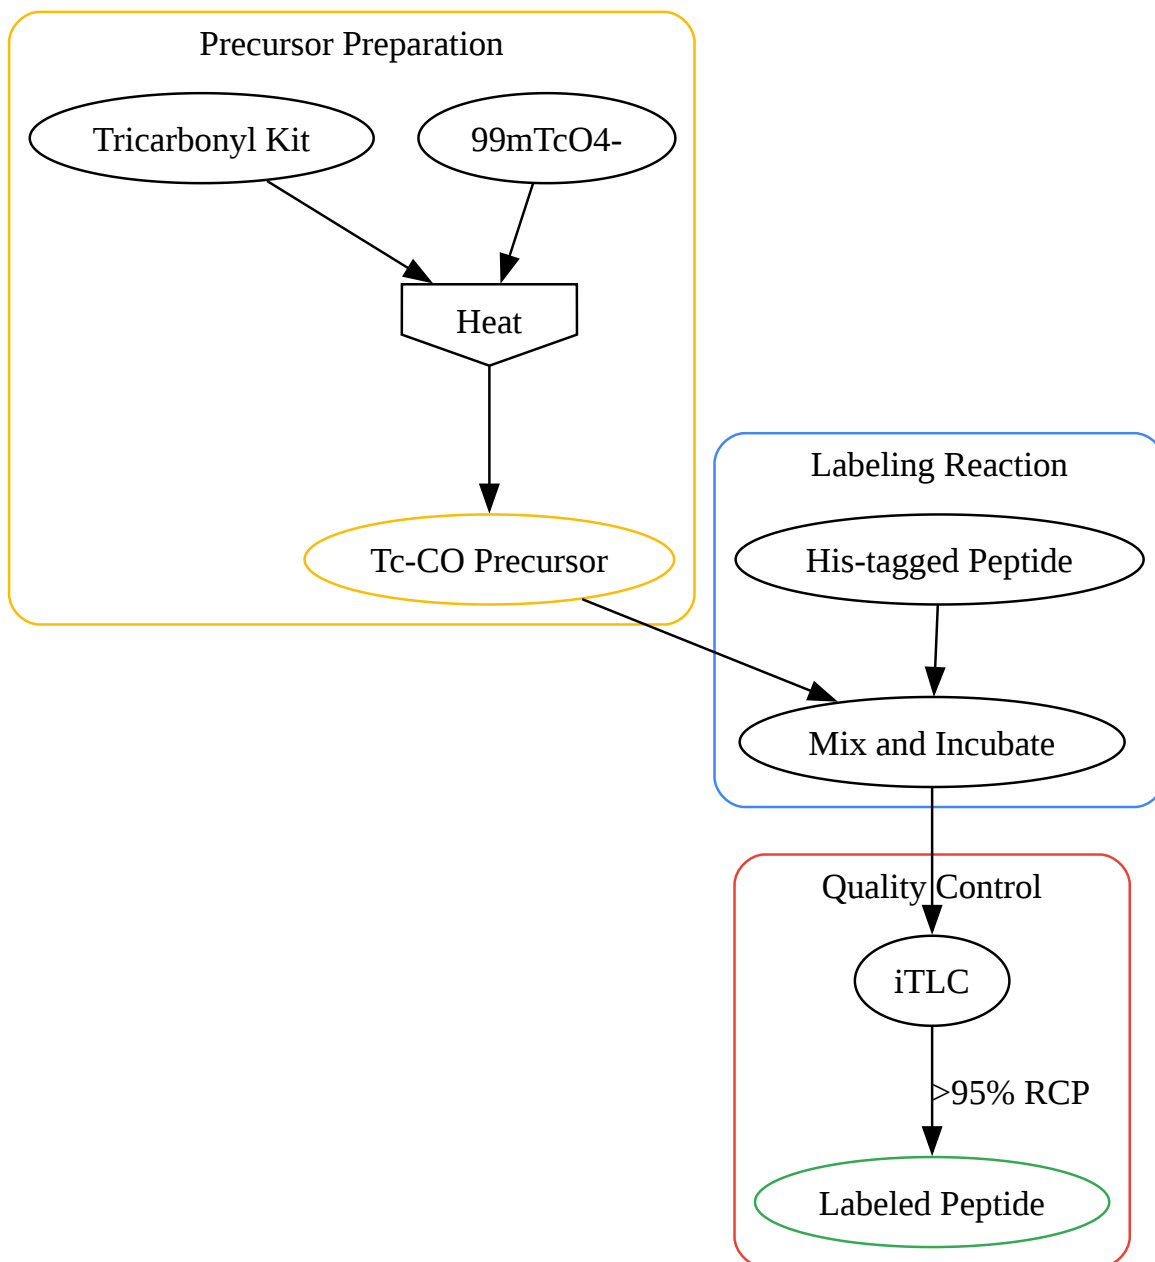 Precursor Preparation
Tricarbonyl Kit
99mTcO4-
Heat
Tc-CO Precursor
Labeling Reaction
His-tagged Peptide
Mix and Incubate
Quality Control
iTLC
>95% RCP
Labeled Peptide